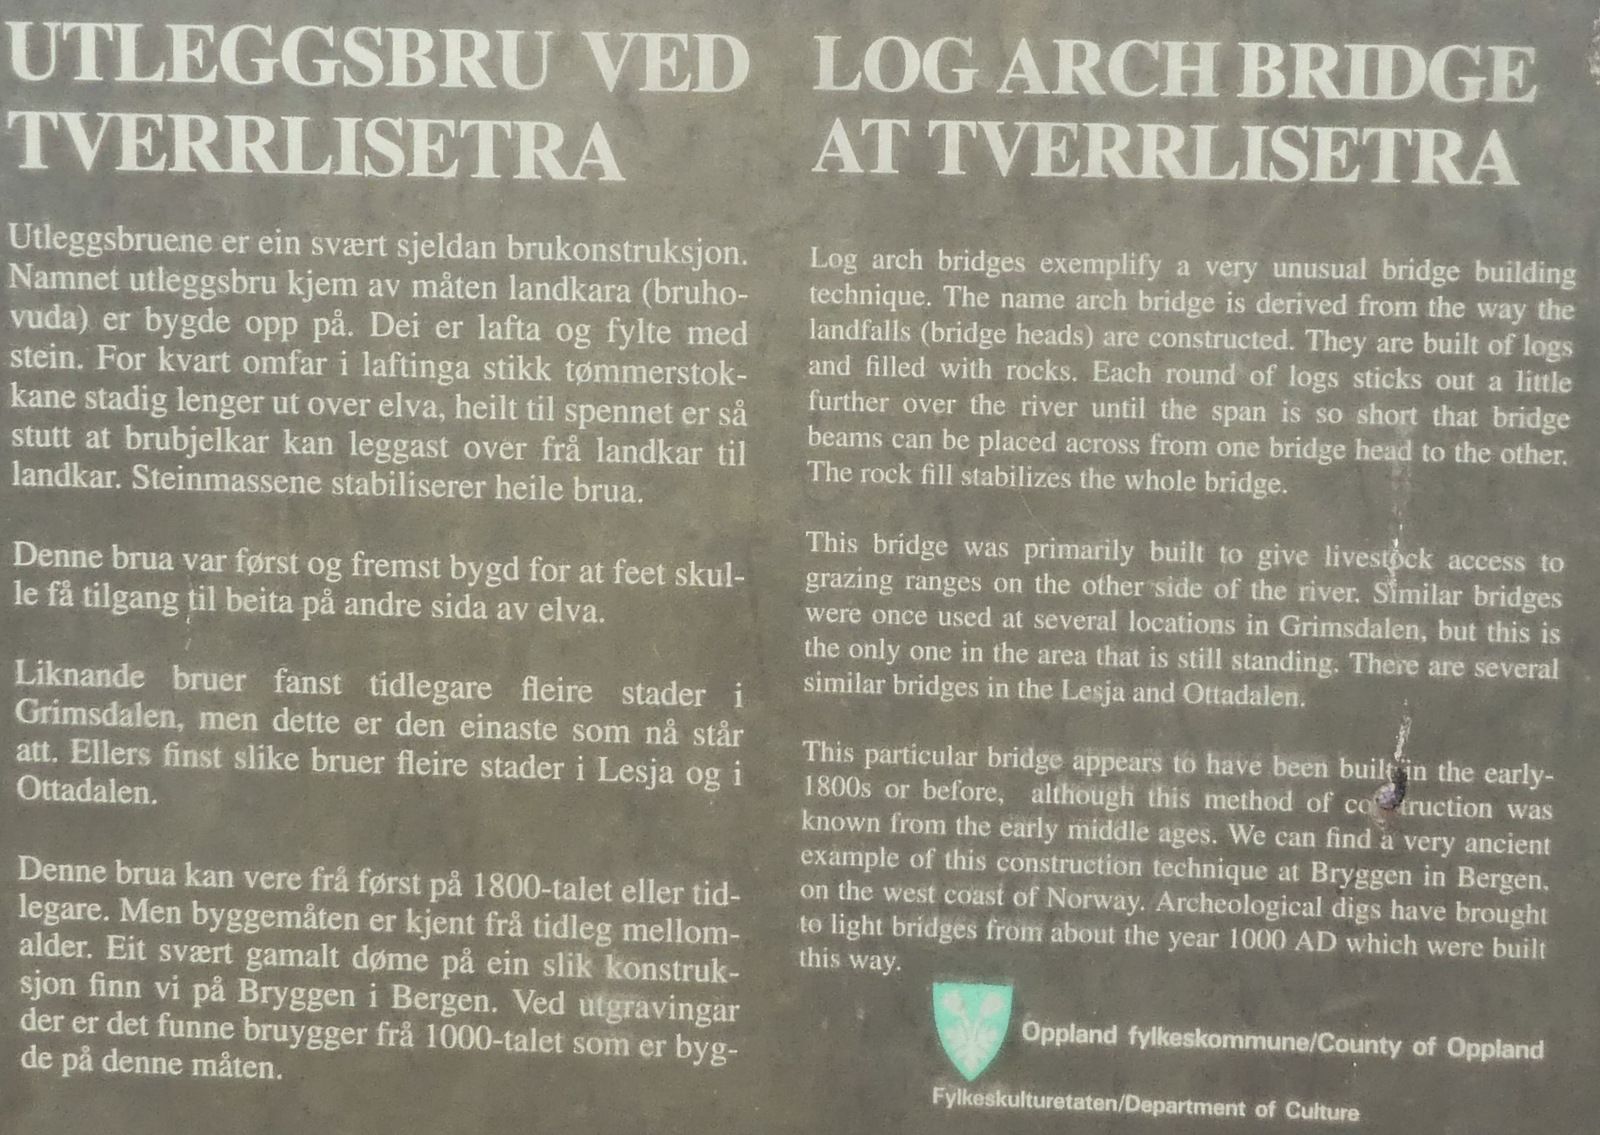 UTLEGGSBRU VED
TVERRLISETRA
Utleggsbruene er ein svært sjeldan brukonstruksjon.
Namnet utleggsbru kjem av måten landkara (bruho-
vuda) er bygde opp på. Dei er lafta og fylte med
stein. For kvart omfar i laftinga stikk tømmerstok-
kane stadig lenger ut over elva, heilt til spennet er så
stutt at brubjelkar kan leggast over frå landkar til
landkar. Steinmassene stabiliserer heile brua.
Denne brua var først og fremst bygd for at feet skul-
le få tilgang til beita på andre sida av elva.
Liknande bruer fanst tidlegare fleire stader i
Grimsdalen, men dette er den einaste som nå står
att. Ellers finst slike bruer fleire stader i Lesja og i
Ottadalen.
Denne brua kan vere frå først på 1800-talet eller tid-
legare. Men byggemåten er kjent frå tidleg mellom-
alder. Eit svært gamalt døme på ein slik konstruk-
sjon finn vi på Bryggen i Bergen. Ved utgravingar
der er det funne bruygger frå 1000-talet som er byg-
de på denne måten.
LOG ARCH BRIDGE
AT TVERRLISETRA
Log arch bridges exemplify a very unusual bridge building
technique. The name arch bridge is derived from the way the
landfalls (bridge heads) are constructed. They are built of logs
and filled with rocks. Each round of logs sticks out a little
further over the river until the span is so short that bridge
beams can be placed across from one bridge head to the other.
The rock fill stabilizes the whole bridge.
This bridge was primarily built to give livestock access to
grazing ranges on the other side of the river. Similar bridges
were once used at several locations in Grimsdalen, but this is
the only one in the area that is still standing. There are several
similar bridges in the Lesja and Ottadalen.
This particular bridge appears to have been built in the early-
1800s or before, although this method of construction was
known from the early middle ages. We can find a very ancient
example of this construction technique at Bryggen in Bergen,
on the west coast of Norway. Archeological digs have brought
to light bridges from about the year 1000 AD which were built
this way.
Oppland fylkeskommune/County of Oppland
Fylkeskulturetaten/Department of Culture